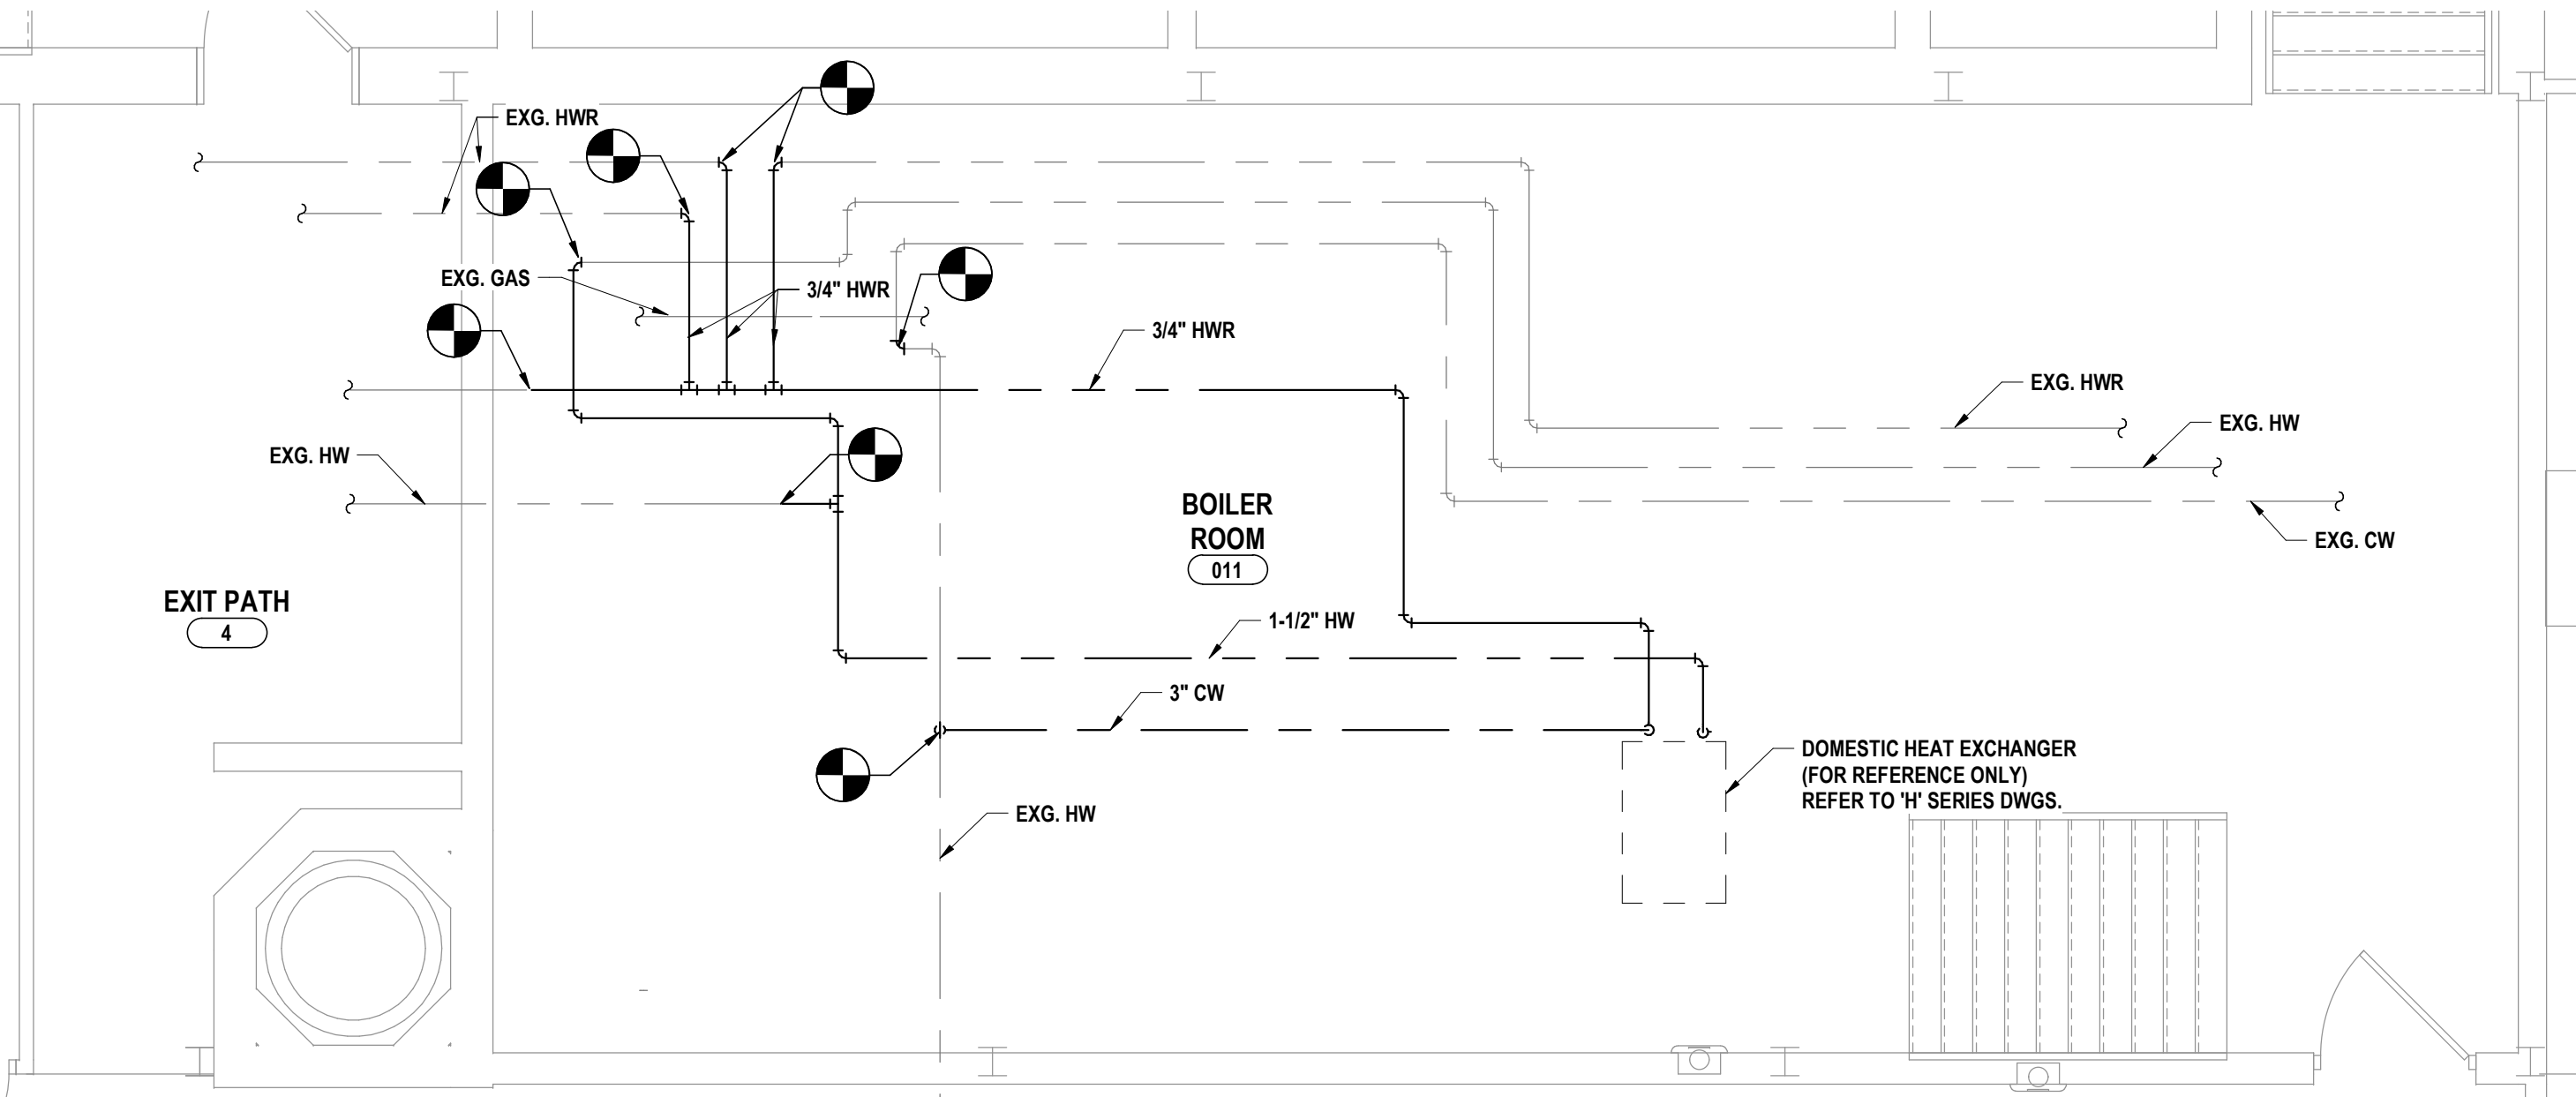 EXG. HWR
EXG. GAS
3/4" HWR
3/4" HWR
EXG. HWR
EXG. HW
EXG. HW
BOILER
ROOM
011
EXG. CW
EXIT PATH
4
1-1/2" HW
3" CW
DOMESTIC HEAT EXCHANGER
(FOR REFERENCE ONLY)
REFER TO 'H' SERIES DWGS.
EXG. HW